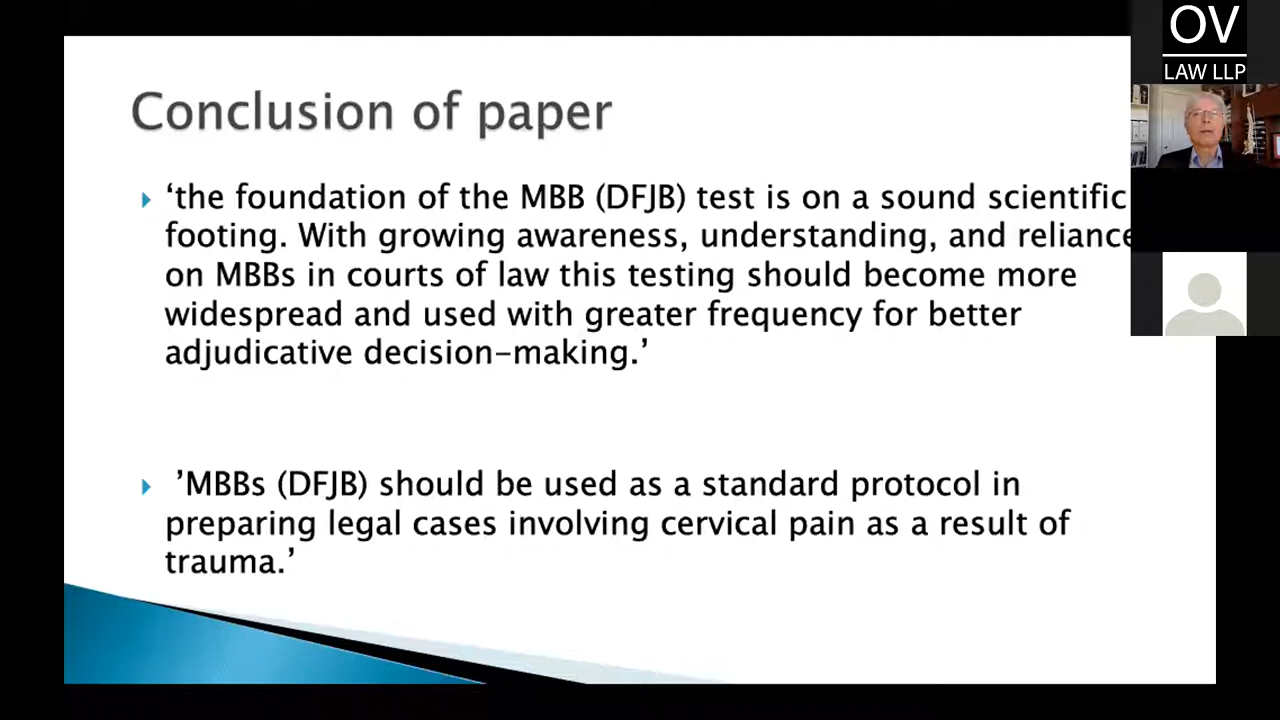 OV
LAW LLP
Conclusion of paper
‘the foundation of the MBB (DFJB) test is on a sound scientific
footing. With growing awareness, understanding, and reliance
on MBBs in courts of law this testing should become more
widespread and used with greater frequency for better
adjudicative decision-making.’
’MBBs (DFJB) should be used as a standard protocol in
preparing legal cases involving cervical pain as a result of
trauma.’